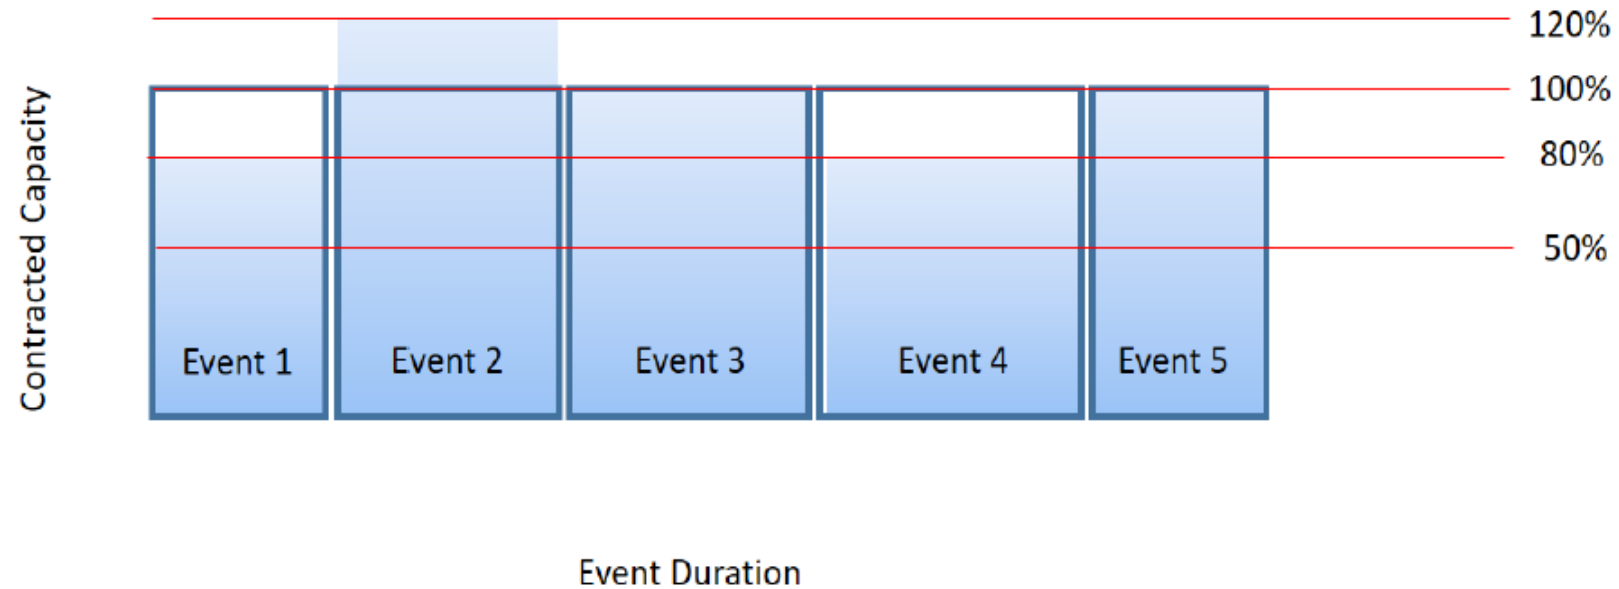 120%
100%
80%
50%
Contracted Capacity
Event 1
Event 2
Event 3
Event 4
Event 5
Event Duration